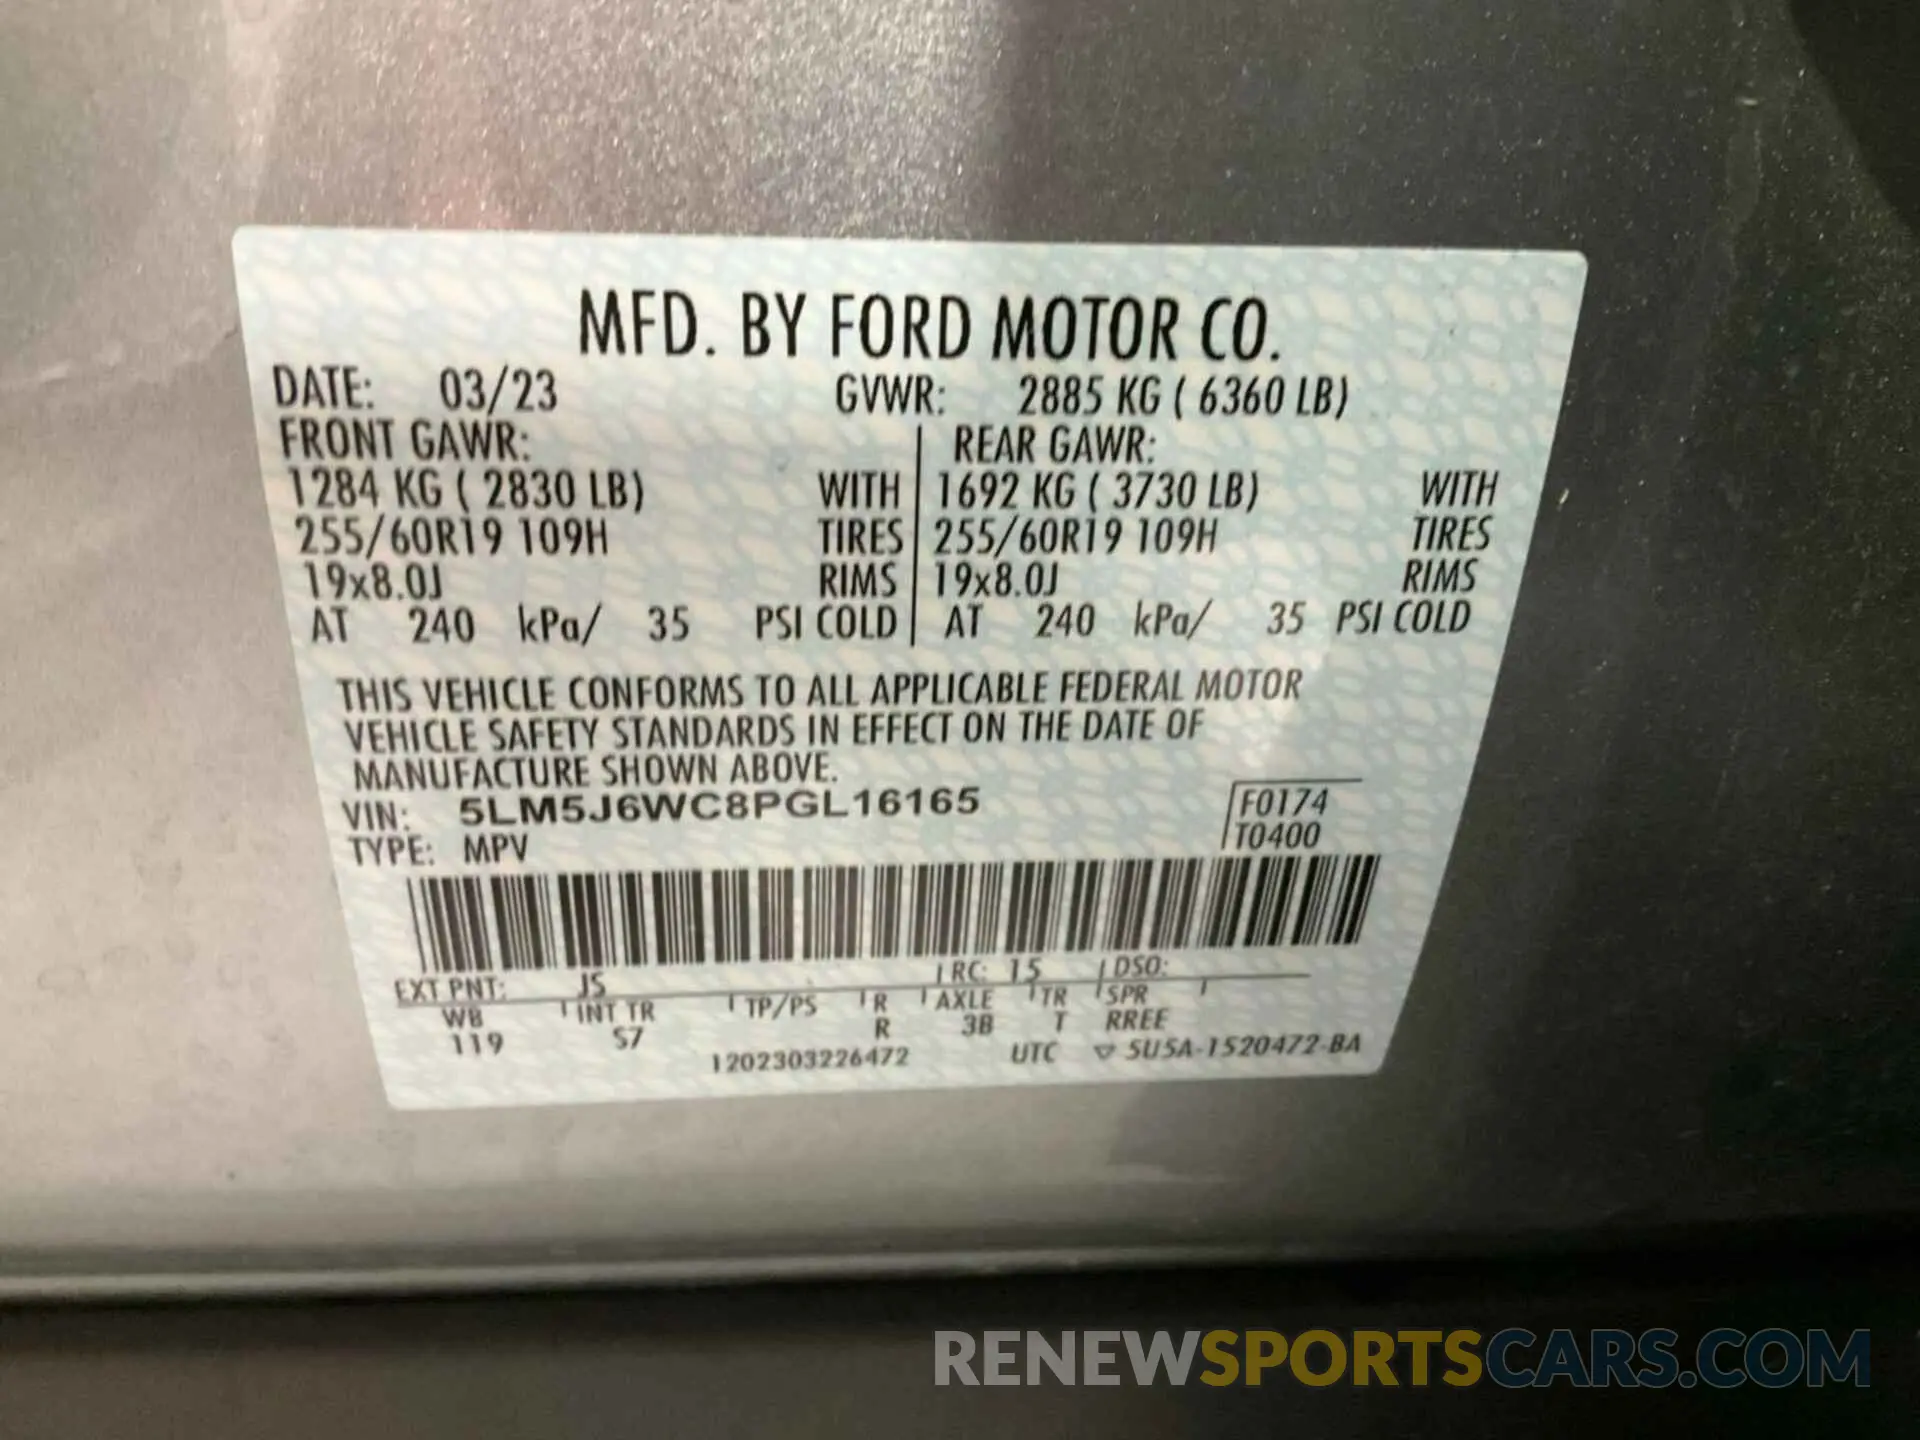 MFD. BY FORD MOTOR CO.
DATE: 03/23 GVWR: 2885 KG ( 6360 LB)
FRONT GAWR: REAR GAWR:
1284 KG ( 2830 LB) WITH 1692 KG ( 3730 LB) WITH
255/60R19 109H TIRES 255/60R19 109H TIRES
19x8.0J RIMS 19x8.0J RIMS
AT 240 kPa/ 35 PSI COLD AT 240 kPa/ 35 PSI COLD
THIS VEHICLE CONFORMS TO ALL APPLICABLE FEDERAL MOTOR
VEHICLE SAFETY STANDARDS IN EFFECT ON THE DATE OF
MANUFACTURE SHOWN ABOVE.
VIN: 5LM5J6WC8PGL16165 F0174
TYPE: MPV T0400
EXT PNT: JS RC: 15 DSO:
WB INT TR TP/PS R AXLE TR SPR
119 S7 R 3B T RREE
1202303226472 UTC ▽ 5U5A-1520472-BA
RENEWSPORTSCARS.COM